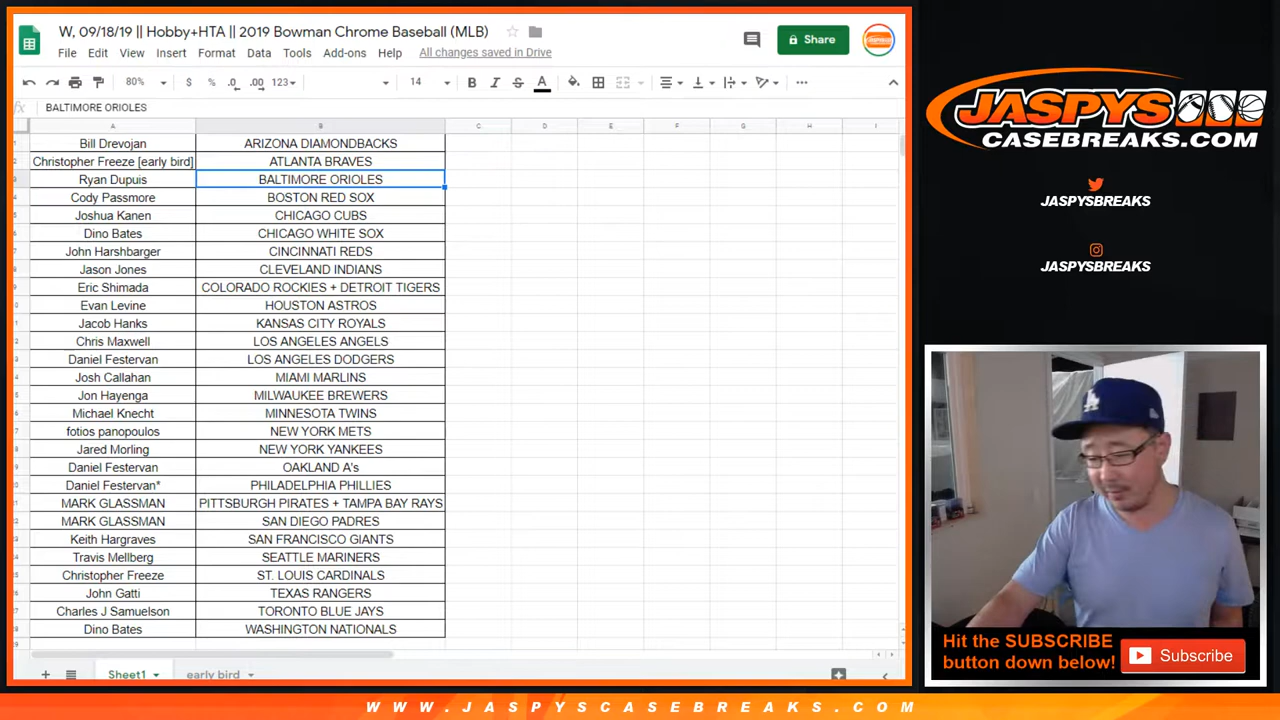 W, 09/18/19 || Hobby+HTA || 2019 Bowman Chrome Baseball (MLB)
File Edit View Insert Format Data Tools Add-ons Help All changes saved in Drive
Share
80% $ % .0 .00 123 14 B I S A
fx BALTIMORE ORIOLES
A B C D E F G H I
Bill Drevojan ARIZONA DIAMONDBACKS
Christopher Freeze [early bird] ATLANTA BRAVES
Ryan Dupuis BALTIMORE ORIOLES
Cody Passmore BOSTON RED SOX
Joshua Kanen CHICAGO CUBS
Dino Bates CHICAGO WHITE SOX
John Harshbarger CINCINNATI REDS
Jason Jones CLEVELAND INDIANS
Eric Shimada COLORADO ROCKIES + DETROIT TIGERS
Evan Levine HOUSTON ASTROS
Jacob Hanks KANSAS CITY ROYALS
Chris Maxwell LOS ANGELES ANGELS
Daniel Festervan LOS ANGELES DODGERS
Josh Callahan MIAMI MARLINS
Jon Hayenga MILWAUKEE BREWERS
Michael Knecht MINNESOTA TWINS
fotios panopoulos NEW YORK METS
Jared Morling NEW YORK YANKEES
Daniel Festervan OAKLAND A's
Daniel Festervan* PHILADELPHIA PHILLIES
MARK GLASSMAN PITTSBURGH PIRATES + TAMPA BAY RAYS
MARK GLASSMAN SAN DIEGO PADRES
Keith Hargraves SAN FRANCISCO GIANTS
Travis Mellberg SEATTLE MARINERS
Christopher Freeze ST. LOUIS CARDINALS
John Gatti TEXAS RANGERS
Charles J Samuelson TORONTO BLUE JAYS
Dino Bates WASHINGTON NATIONALS
Sheet1 early bird
JASPYS
CASEBREAKS.COM
JASPYSBREAKS
JASPYSBREAKS
Hit the SUBSCRIBE
button down below!
Subscribe
WWW.JASPYSCASEBREAKS.COM